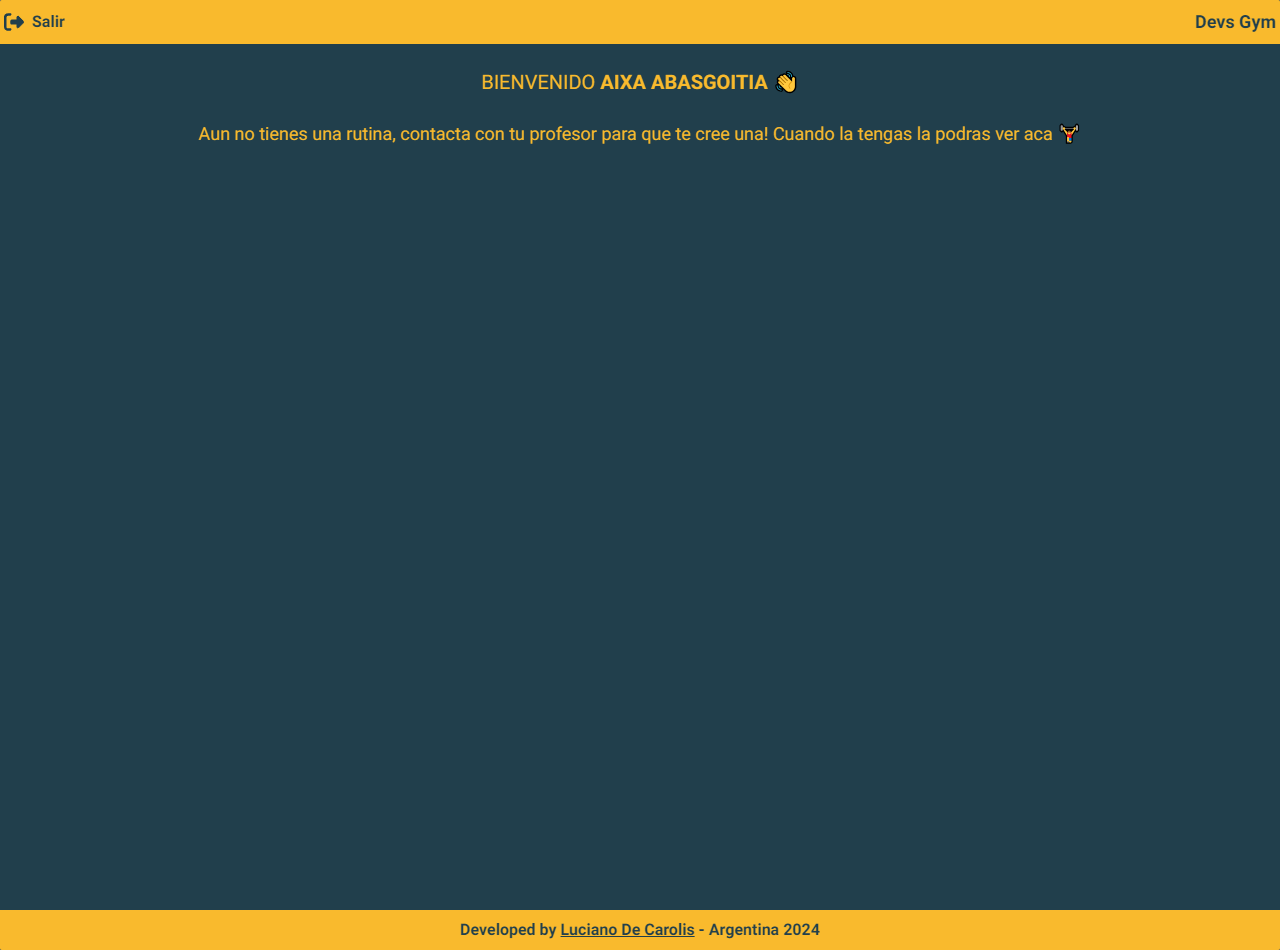 Salir
Devs Gym
BIENVENIDO AIXA ABASGOITIA 👋
Aun no tienes una rutina, contacta con tu profesor para que te cree una! Cuando la tengas la podras ver aca 🏋
Developed by Luciano De Carolis - Argentina 2024